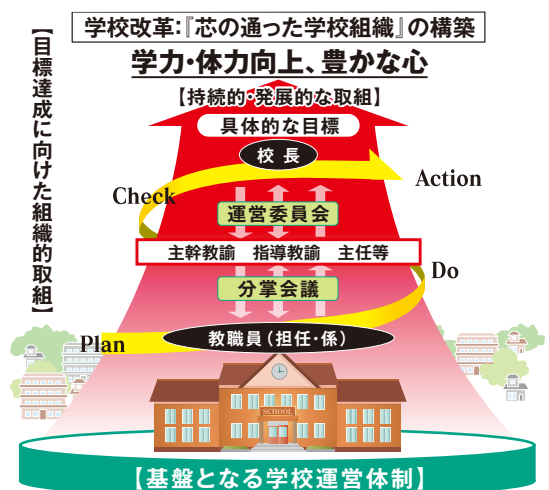 学校改革:『芯の通った学校組織』の構築
学力・体力向上、豊かな心
【持続的・発展的な取組】
具体的な目標
校長
【目標達成に向けた組織的取組】
Action
Check
運営委員会
主幹教諭 指導教諭 主任等
Do
分掌会議
Plan
教職員(担任・係)
SCHOOL
【基盤となる学校運営体制】